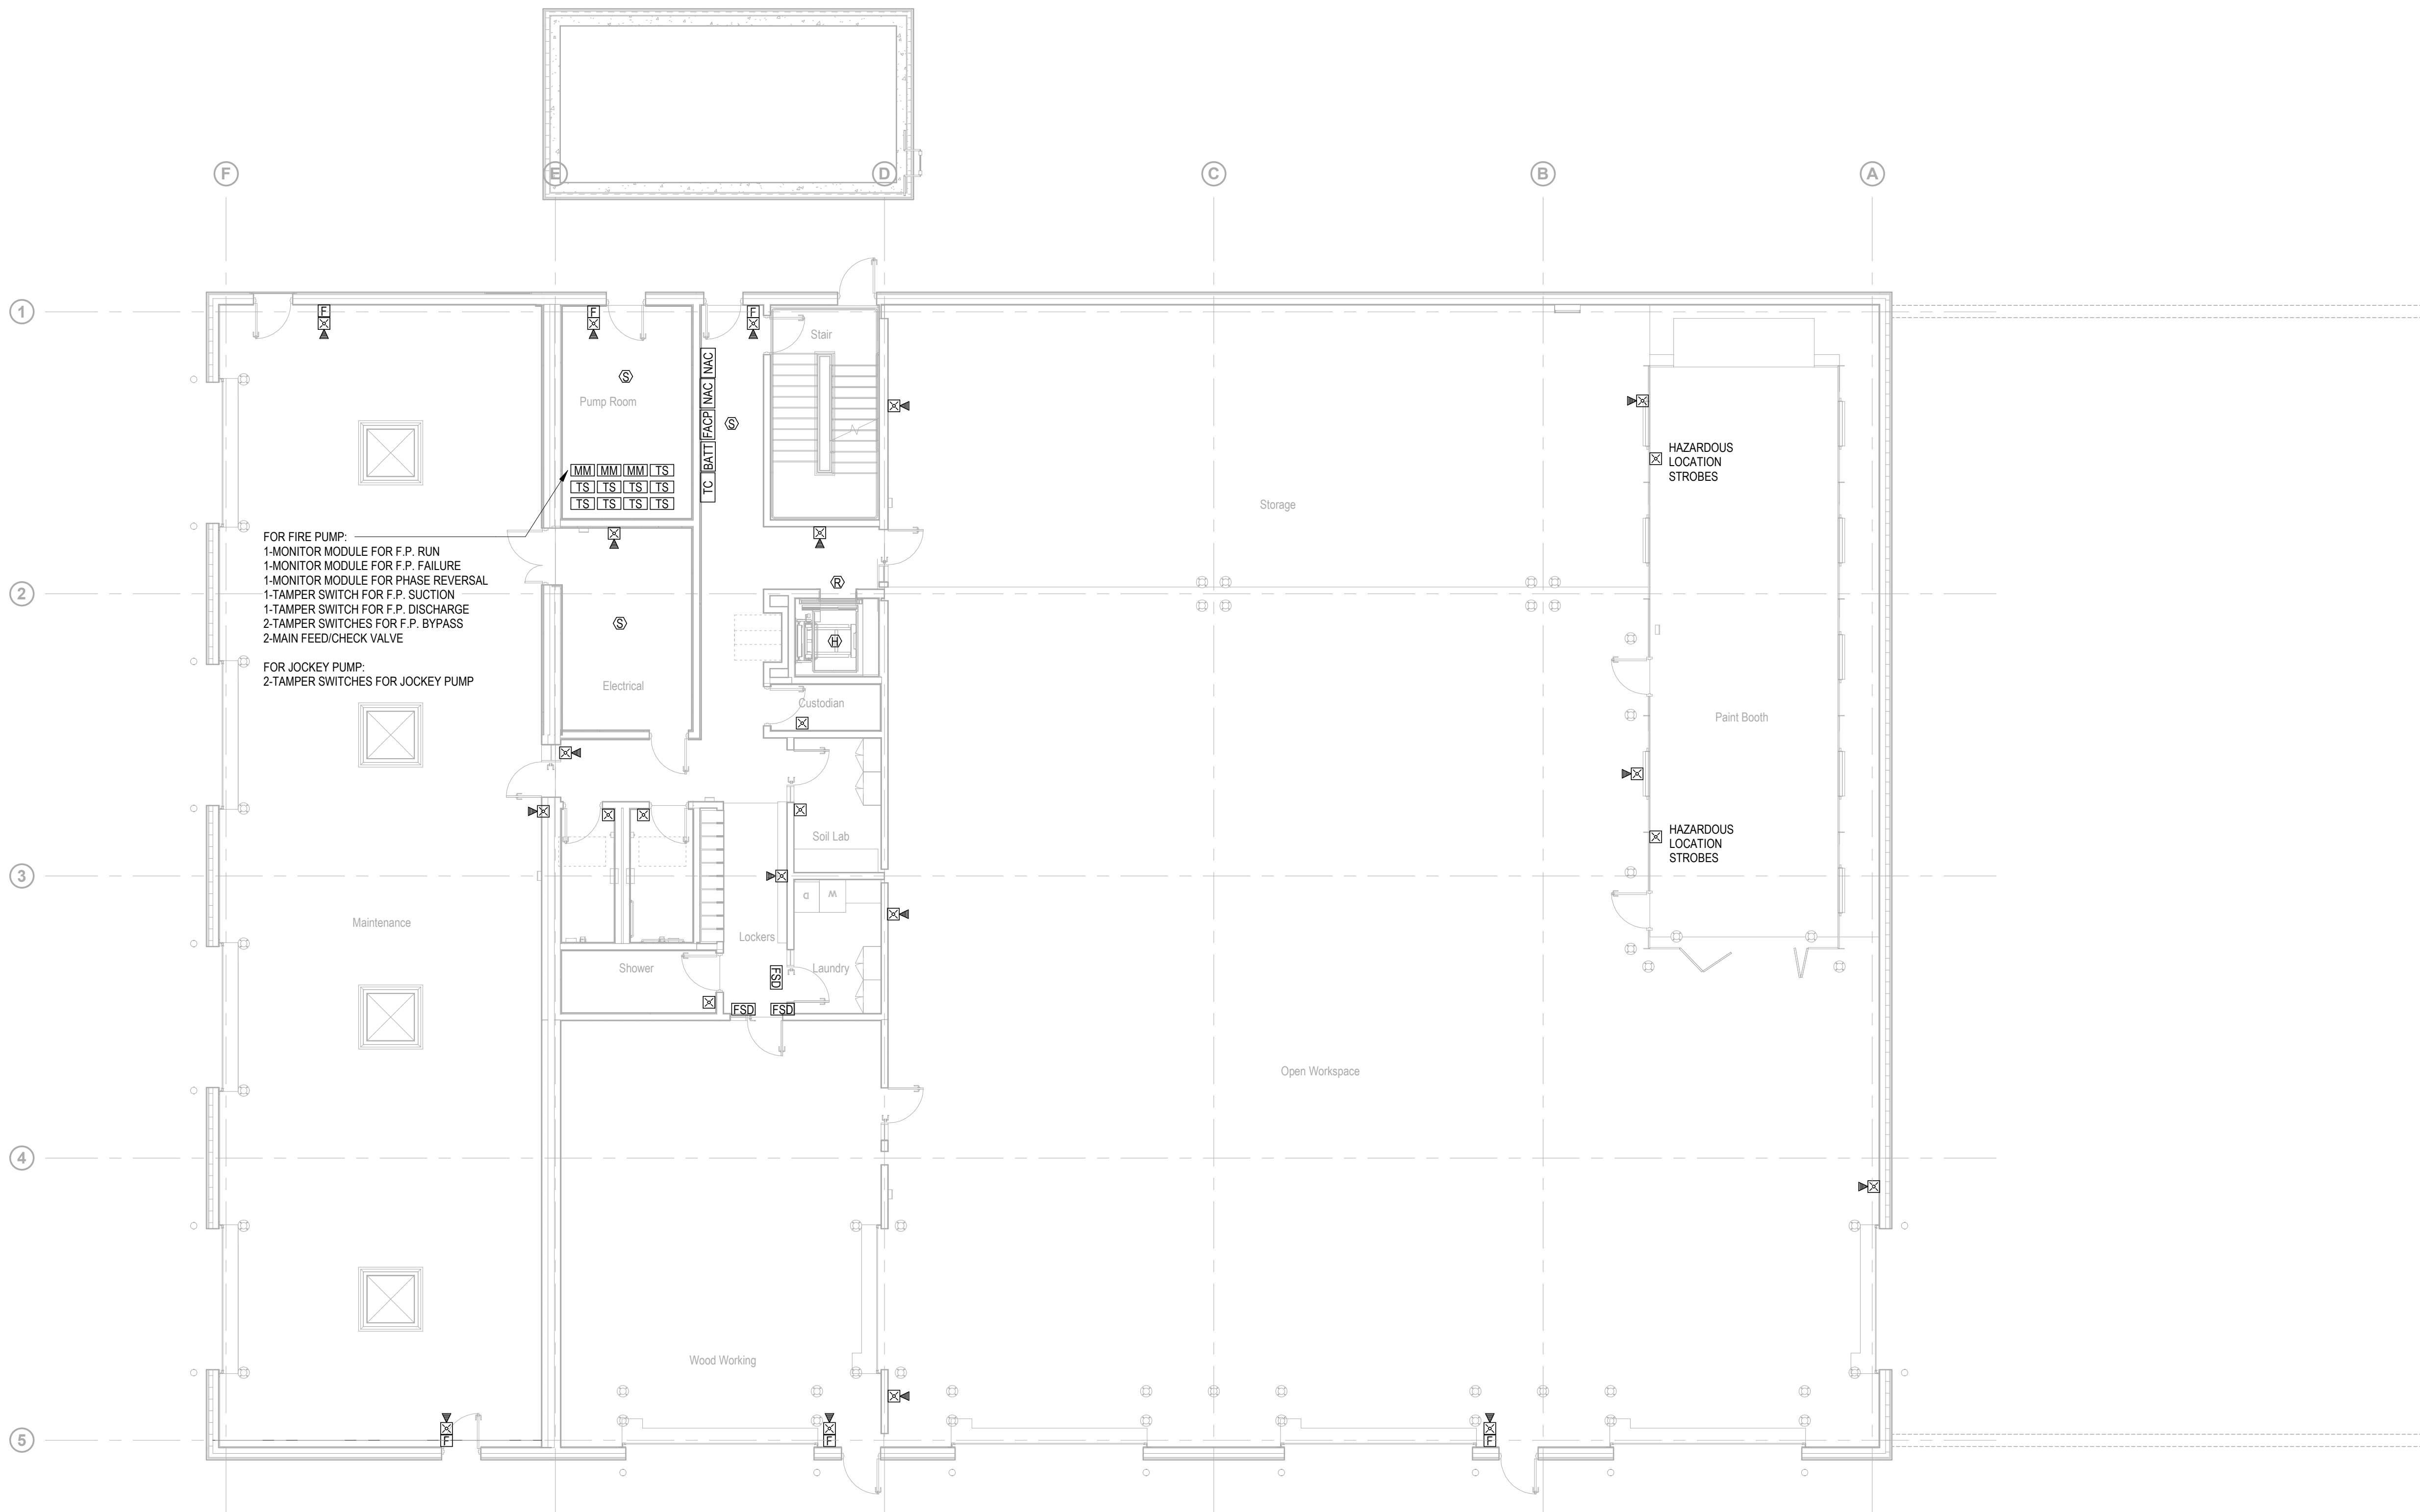 F
E
D
C
B
A
1
F
F
F
Stair
NAC
NAC
FACP
BATT
TC
S
Pump Room
S
MM MM MM TS
TS TS TS TS
TS TS TS TS
HAZARDOUS
LOCATION
STROBES
Storage
FOR FIRE PUMP:
1-MONITOR MODULE FOR F.P. RUN
1-MONITOR MODULE FOR F.P. FAILURE
1-MONITOR MODULE FOR PHASE REVERSAL
1-TAMPER SWITCH FOR F.P. SUCTION
1-TAMPER SWITCH FOR F.P. DISCHARGE
2-TAMPER SWITCHES FOR F.P. BYPASS
2-MAIN FEED/CHECK VALVE
FOR JOCKEY PUMP:
2-TAMPER SWITCHES FOR JOCKEY PUMP
R
2
S
H
Electrical
Custodian
Paint Booth
HAZARDOUS
LOCATION
STROBES
Soil Lab
3
D
W
Maintenance
Lockers
Shower
Laundry
FSD
FSD
FSD
Open Workspace
4
Wood Working
5
F
F
F